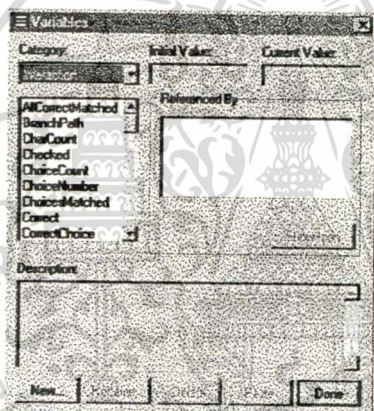 Variables
Category: Initial Value: Current Value:
Interaction
Referenced By
AllCorrectMatched
BranchPath
CharCount
Checked
ChoiceCount
ChoiceNumber
ChoicesMatched
Correct
CorrectChoice
Description:
New... Done